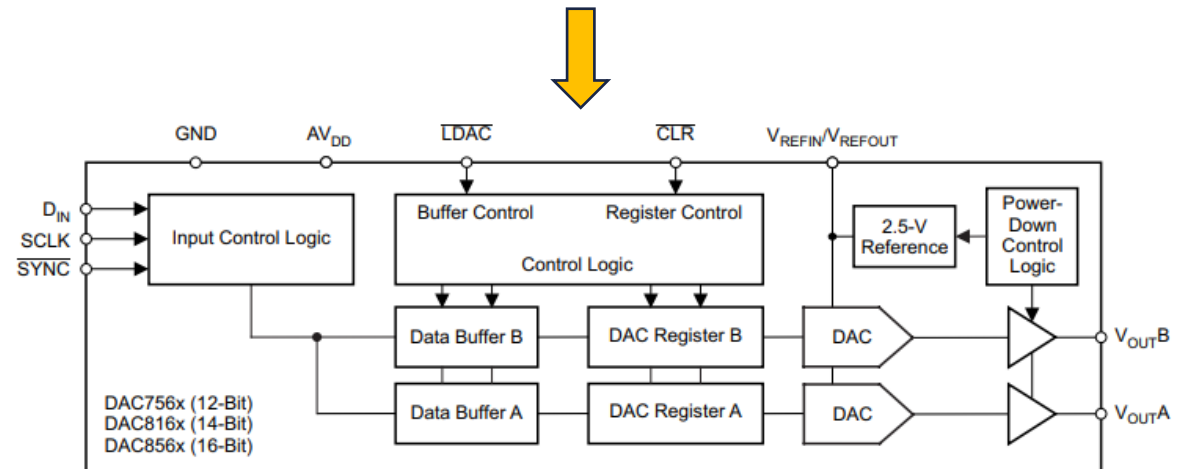 GND
AVDD
LDAC
CLR
VREFIN/VREFOUT
DIN
SCLK
SYNC
Input Control Logic
Buffer Control
Register Control
Control Logic
2.5-V
Reference
Power-
Down
Control
Logic
Data Buffer B
DAC Register B
DAC
VOUTB
Data Buffer A
DAC Register A
DAC
VOUTA
DAC756x (12-Bit)
DAC816x (14-Bit)
DAC856x (16-Bit)